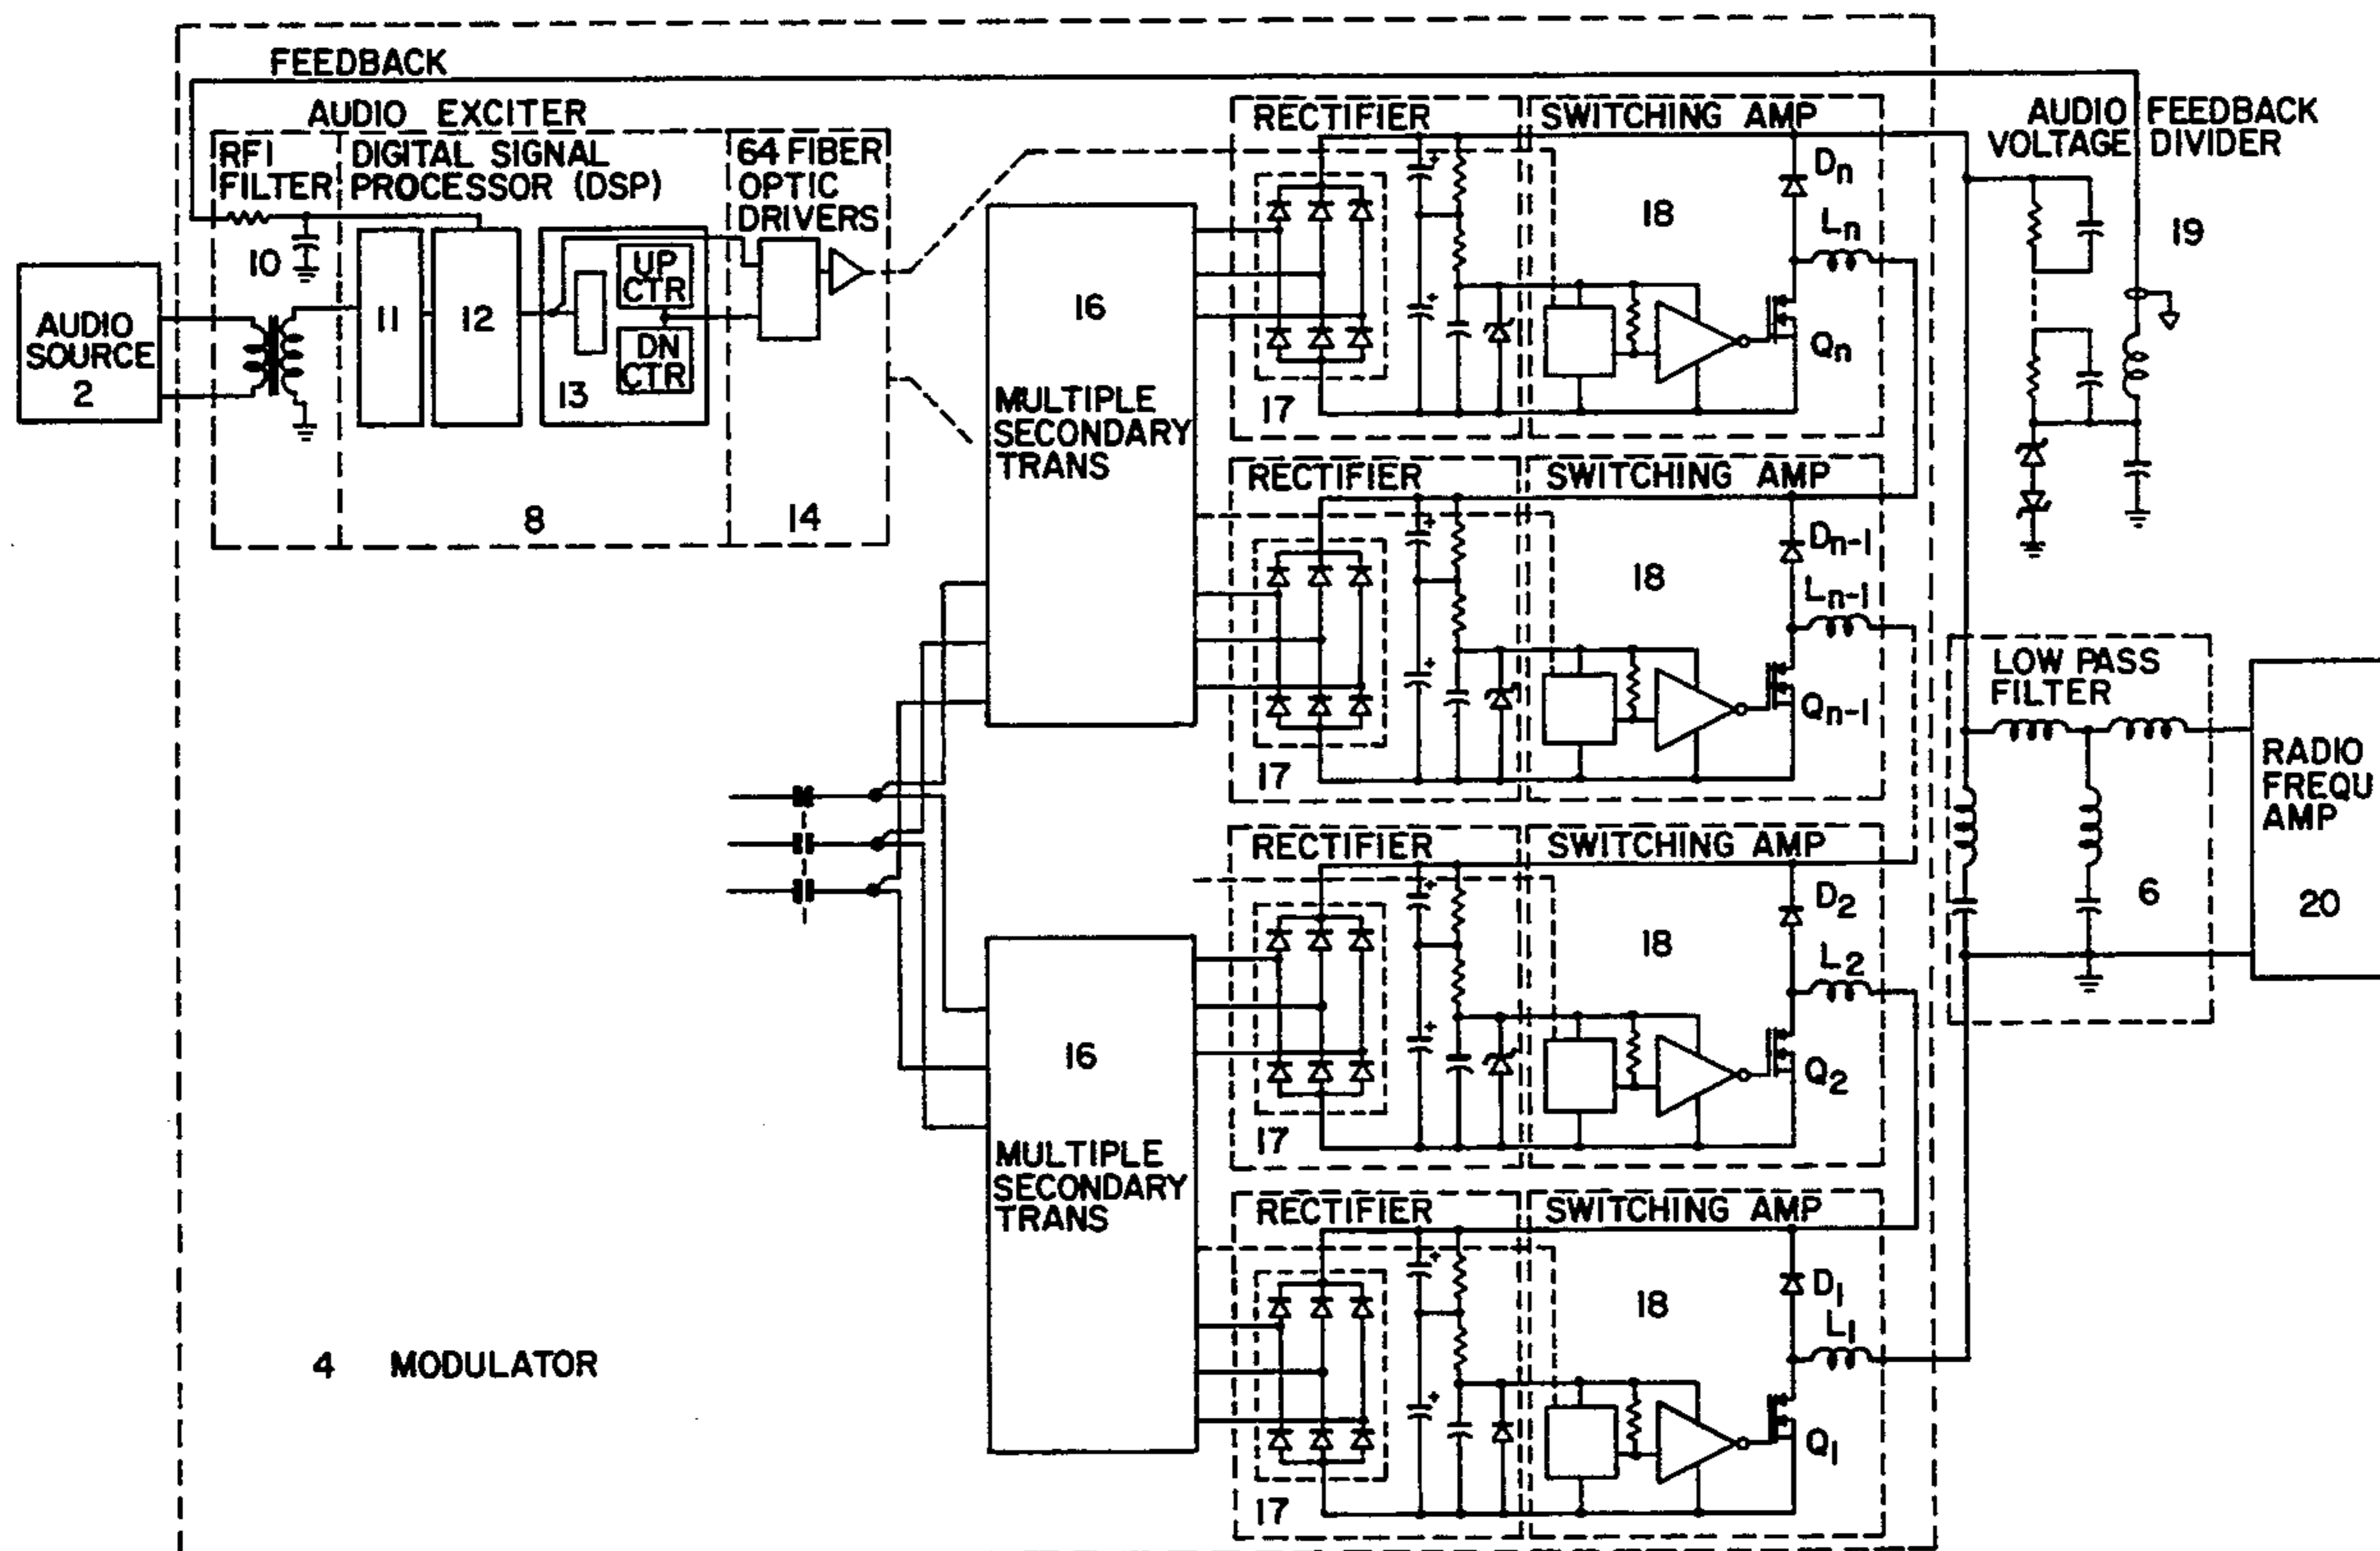 FEEDBACK
AUDIO EXCITER
RFI
FILTER
DIGITAL SIGNAL
PROCESSOR (DSP)
64 FIBER
OPTIC
DRIVERS
10
11
12
13
UP
CTR
DN
CTR
8
14
AUDIO
SOURCE
2
16
MULTIPLE
SECONDARY
TRANS
16
MULTIPLE
SECONDARY
TRANS
4 MODULATOR
RECTIFIER
17
SWITCHING AMP
18
Dn
Ln
Qn
RECTIFIER
17
SWITCHING AMP
18
Dn-1
Ln-1
Qn-1
RECTIFIER
17
SWITCHING AMP
18
D2
L2
Q2
RECTIFIER
17
SWITCHING AMP
18
D1
L1
Q1
AUDIO FEEDBACK
VOLTAGE DIVIDER
19
LOW PASS
FILTER
6
RADIO
FREQU
AMP
20